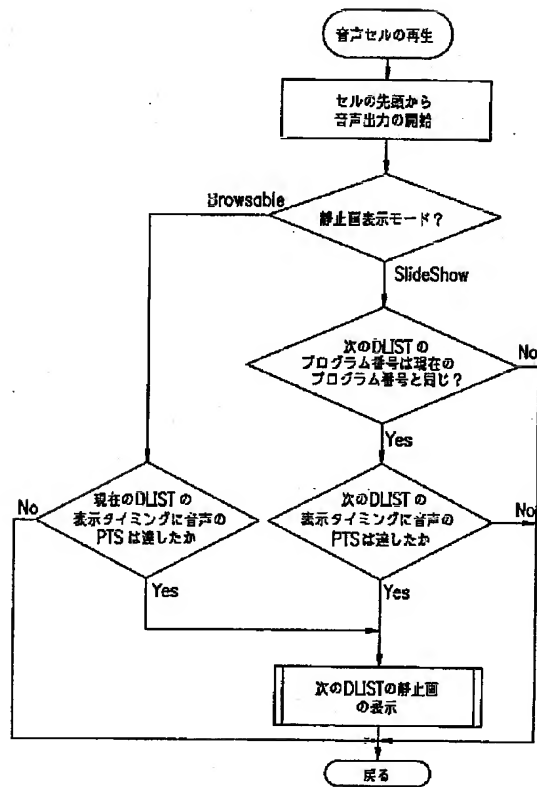 音声セルの再生
セルの先頭から
音声出力の開始
Browsable
静止画表示モード?
SlideShow
次のDLISTの
プログラム番号は現在の
プログラム番号と同じ?
No
Yes
No
現在のDLISTの
表示タイミングに音声の
PTSは達したか
次のDLISTの
表示タイミングに音声の
PTSは達したか
No
Yes
Yes
次のDLISTの静止画
の表示
戻る